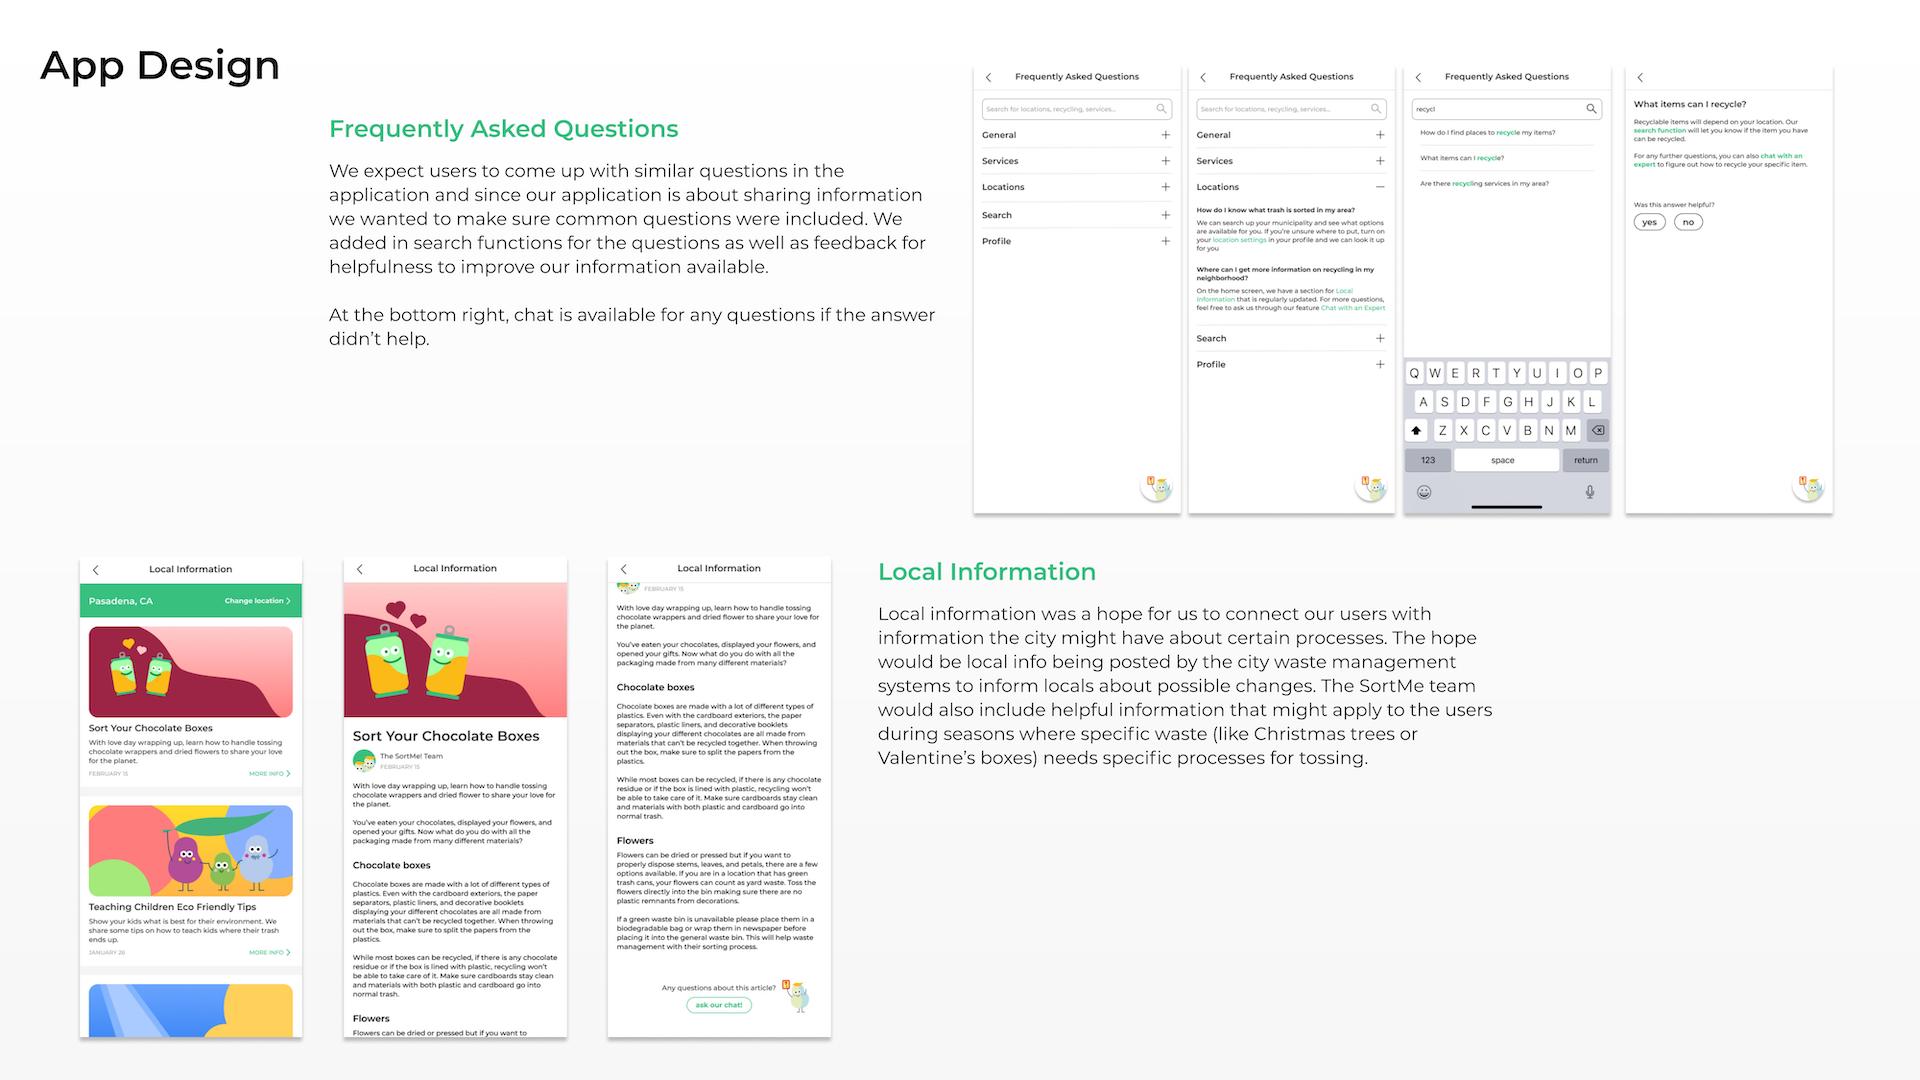 App Design
Frequently Asked Questions
We expect users to come up with similar questions in the
application and since our application is about sharing information
we wanted to make sure common questions were included. We
added in search functions for the questions as well as feedback for
helpfulness to improve our information available.
At the bottom right, chat is available for any questions if the answer
didn't help.
Frequently Asked Questions
Search for locations, recycling, services...
General
Services
Locations
Search
Profile
Frequently Asked Questions
Search for locations, recycling, services...
General
Services
Locations
How do I know what trash is sorted in my area?
We can search up your municipality and see what options
are available for you. If you're unsure where to put, turn on
your location settings in your profile and we can look it up
for you
Where can I get more information on recycling in my
neighborhood?
On the home screen, we have a section for Local
Information that is regularly updated. For more questions,
feel free to ask us through our feature Chat with an Expert
Search
Profile
Frequently Asked Questions
recycl
How do I find places to recycle my items?
What items can I recycle?
Are there recycling services in my area?
Q W E R T Y U I O P
A S D F G H J K L
Z X C V B N M
123 space return
What items can I recycle?
Recyclable items will depend on your location. Our
search function will let you know if the item you have
can be recycled.
For any further questions, you can also chat with an
expert to figure out how to recycle your specific item.
Was this answer helpful?
yes no
Local Information
Pasadena, CA Change location
Sort Your Chocolate Boxes
With love day wrapping up, learn how to handle tossing
chocolate wrappers and dried flowers to share your love
for the planet.
FEBRUARY 15 MORE INFO
Teaching Children Eco Friendly Tips
Show your kids what is best for their environment. We
share some tips on how to teach kids where their trash
ends up.
JANUARY 26 MORE INFO
Local Information
Sort Your Chocolate Boxes
The SortMe! Team
FEBRUARY 15
With love day wrapping up, learn how to handle tossing
chocolate wrappers and dried flower to share your love for
the planet.
You've eaten your chocolates, displayed your flowers, and
opened your gifts. Now what do you do with all the
packaging made from many different materials?
Chocolate boxes
Chocolate boxes are made with a lot of different types of
plastics. Even with the cardboard exteriors, the paper
separators, plastic liners, and decorative booklets
displaying your different chocolates are all made from
materials that can't be recycled together. When throwing
out the box, make sure to split the papers from the
plastics.
While most boxes can be recycled, if there is any chocolate
residue or if the box is lined with plastic, recycling won't
be able to take care of it. Make sure cardboards stay clean
and materials with both plastic and cardboard go into
normal trash.
Flowers
Flowers can be dried or pressed but if you want to
Local Information
FEBRUARY 15
With love day wrapping up, learn how to handle tossing
chocolate wrappers and dried flower to share your love for
the planet.
You've eaten your chocolates, displayed your flowers, and
opened your gifts. Now what do you do with all the
packaging made from many different materials?
Chocolate boxes
Chocolate boxes are made with a lot of different types of
plastics. Even with the cardboard exteriors, the paper
separators, plastic liners, and decorative booklets
displaying your different chocolates are all made from
materials that can't be recycled together. When throwing
out the box, make sure to split the papers from the
plastics.
While most boxes can be recycled, if there is any chocolate
residue or if the box is lined with plastic, recycling won't
be able to take care of it. Make sure cardboards stay clean
and materials with both plastic and cardboard go into
normal trash.
Flowers
Flowers can be dried or pressed but if you want to
properly dispose stems, leaves, and petals, there are a few
options available. If you are in a location that has green
trash cans, your flowers can count as yard waste. Toss the
flowers directly into the bin making sure there are no
plastic remnants from decorations.
If a green waste bin is unavailable please place them in a
biodegradable bag or wrap them in newspaper before
placing it into the general waste bin. This will help waste
management with their sorting process.
Any questions about this article?
ask our chat!
Local Information
Local information was a hope for us to connect our users with
information the city might have about certain processes. The hope
would be local info being posted by the city waste management
systems to inform locals about possible changes. The SortMe team
would also include helpful information that might apply to the users
during seasons where specific waste (like Christmas trees or
Valentine's boxes) needs specific processes for tossing.